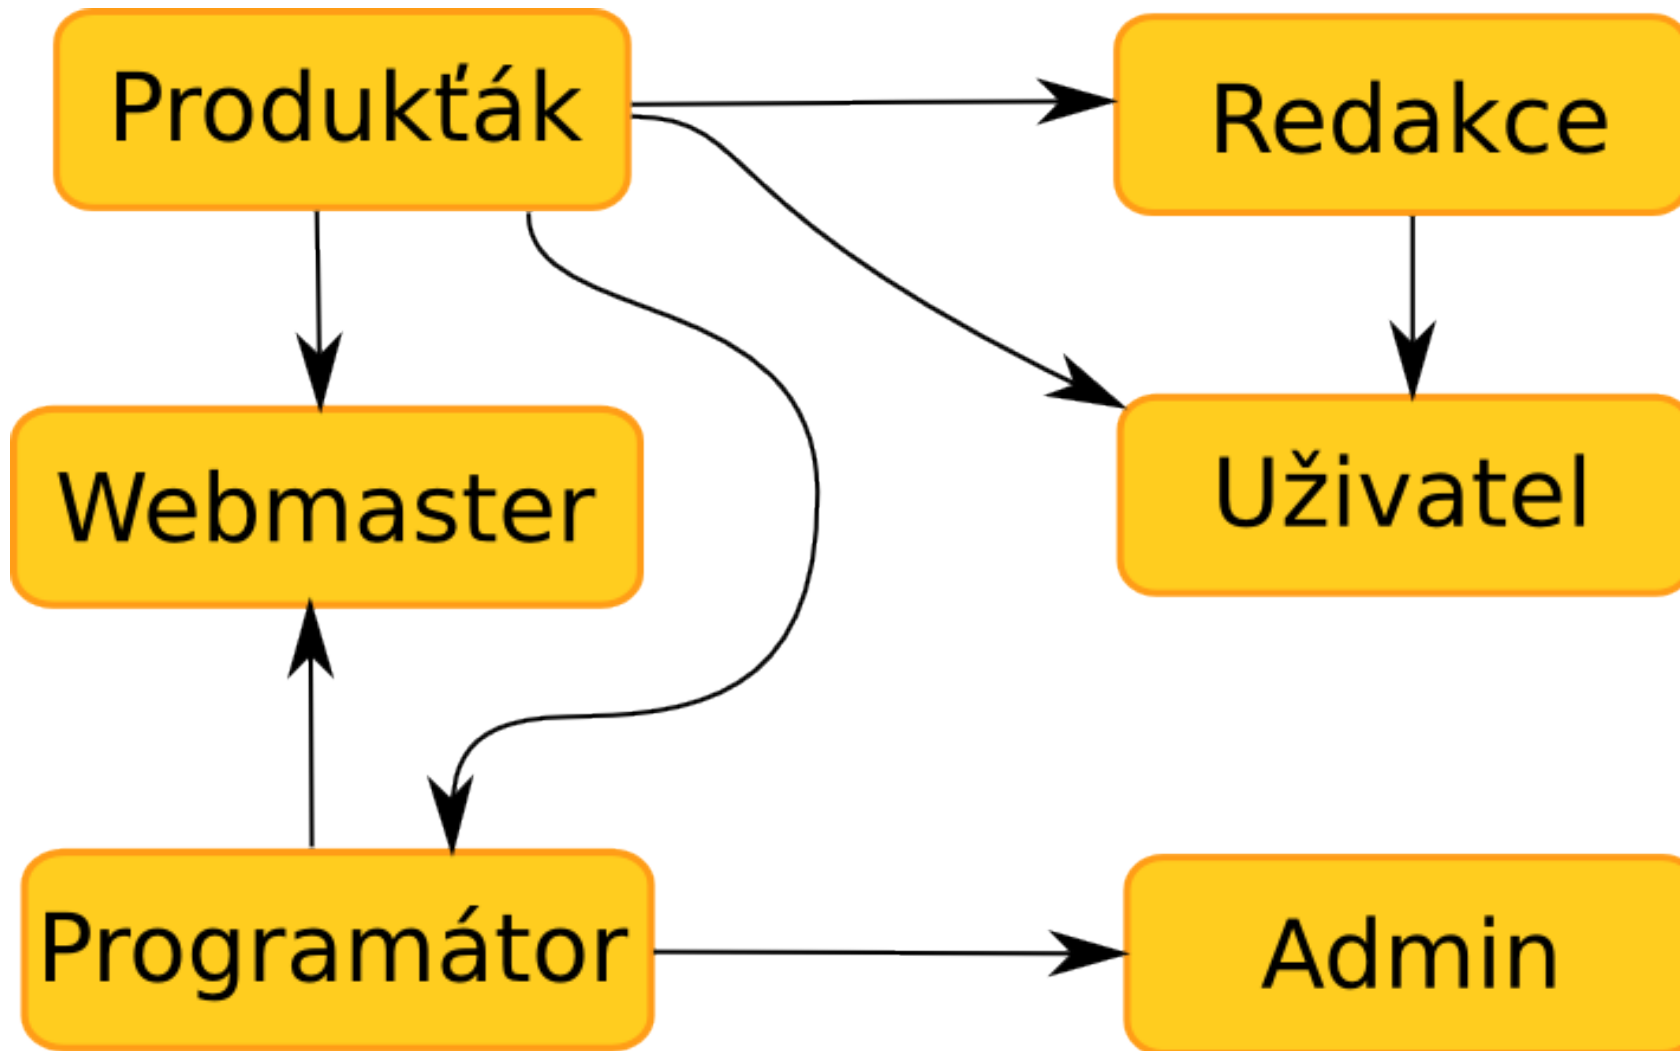 Produkťák
Redakce
Webmaster
Uživatel
Programátor
Admin